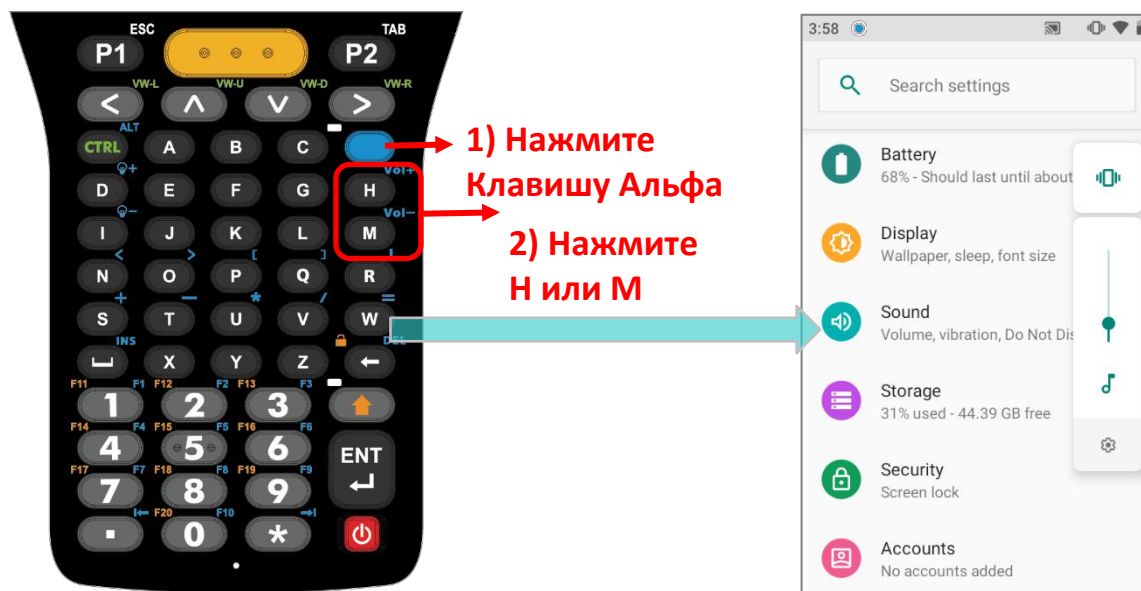 ESC TAB
P1 P2
VW-L VW-U VW-D VW-R
< ∧ ∨ >
ALT
CTRL A B C
Vol+
D E F G H
Vol-
I J K L M
< > [ ]
N O P Q R
+ - * / =
S T U V W
INS DEL
X Y Z ←
F11 F1 F12 F2 F13 F3
1 2 3
F14 F4 F15 F5 F16 F6
4 5 6 ENT
F17 F7 F18 F8 F19 F9
7 8 9
F20 F10
. 0 *
1) Нажмите
Клавишу Альфа
2) Нажмите
H или M
3:58
Search settings
Battery
68% - Should last until about
Display
Wallpaper, sleep, font size
Sound
Volume, vibration, Do Not Dis
Storage
31% used - 44.39 GB free
Security
Screen lock
Accounts
No accounts added